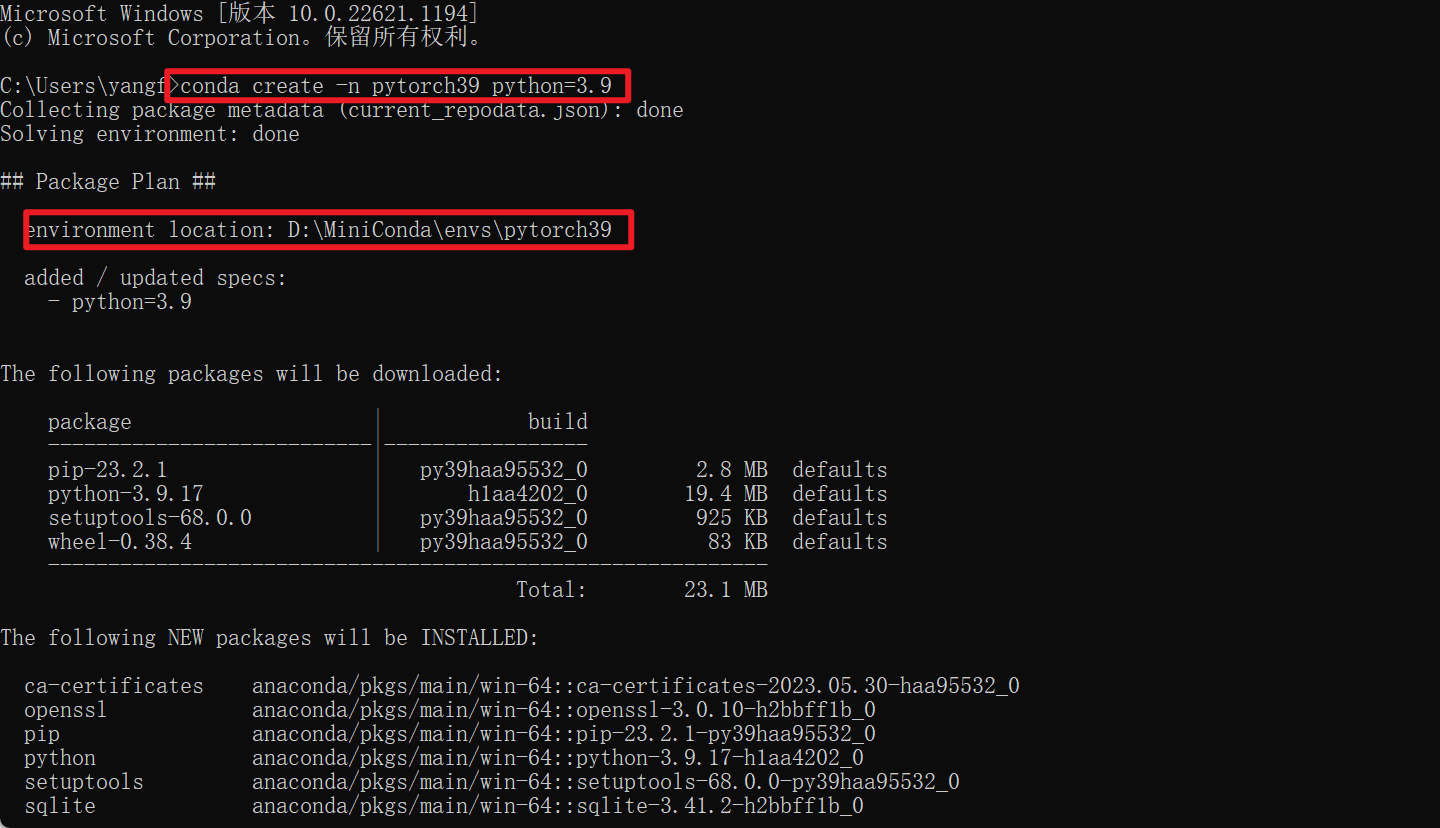 Microsoft Windows [版本 10.0.22621.1194]
(c) Microsoft Corporation。保留所有权利。
C:\Users\yangf>conda create -n pytorch39 python=3.9
Collecting package metadata (current_repodata.json): done
Solving environment: done
## Package Plan ##
environment location: D:\MiniConda\envs\pytorch39
added / updated specs:
- python=3.9
The following packages will be downloaded:
package | build
---------------------------|-----------------
pip-23.2.1 | py39haa95532_0 2.8 MB defaults
python-3.9.17 | h1aa4202_0 19.4 MB defaults
setuptools-68.0.0 | py39haa95532_0 925 KB defaults
wheel-0.38.4 | py39haa95532_0 83 KB defaults
------------------------------------------------------------
Total: 23.1 MB
The following NEW packages will be INSTALLED:
ca-certificates anaconda/pkgs/main/win-64::ca-certificates-2023.05.30-haa95532_0
openssl anaconda/pkgs/main/win-64::openssl-3.0.10-h2bbff1b_0
pip anaconda/pkgs/main/win-64::pip-23.2.1-py39haa95532_0
python anaconda/pkgs/main/win-64::python-3.9.17-h1aa4202_0
setuptools anaconda/pkgs/main/win-64::setuptools-68.0.0-py39haa95532_0
sqlite anaconda/pkgs/main/win-64::sqlite-3.41.2-h2bbff1b_0